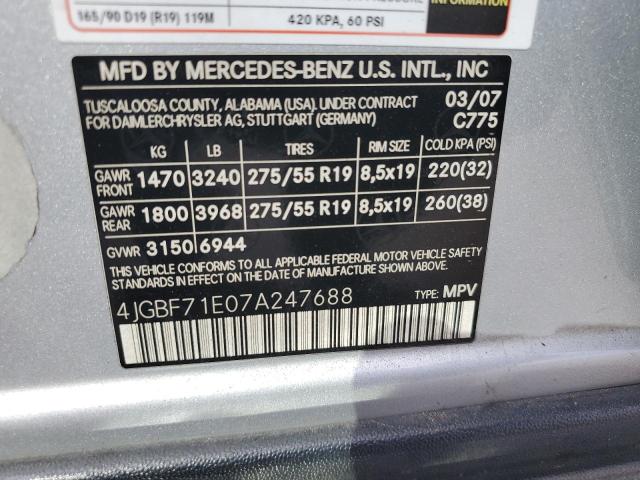 INFORMATION
165/90 D19 (R19) 119M
420 KPA, 60 PSI
MFD BY MERCEDES-BENZ U.S. INTL., INC
TUSCALOOSA COUNTY, ALABAMA (USA). UNDER CONTRACT 03/07
FOR DAIMLERCHRYSLER AG, STUTTGART (GERMANY) C775
KG LB TIRES RIM SIZE COLD KPA (PSI)
GAWR FRONT 1470 3240 275/55 R19 8,5x19 220(32)
GAWR REAR 1800 3968 275/55 R19 8,5x19 260(38)
GVWR 3150 6944
THIS VEHICLE CONFORMS TO ALL APPLICABLE FEDERAL MOTOR VEHICLE SAFETY
STANDARDS IN EFFECT ON THE DATE OF MANUFACTURE SHOWN ABOVE.
4JGBF71E07A247688 TYPE: MPV